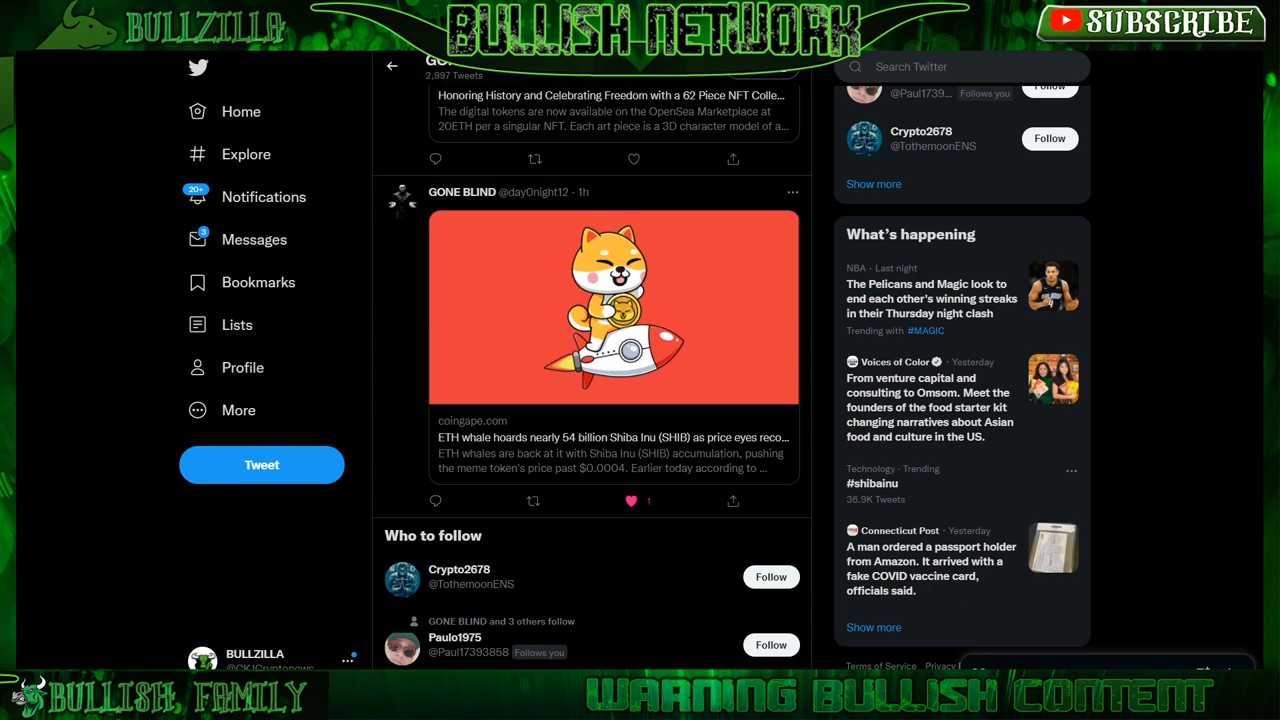 BULLZILLA
BULLISH NETWORK
SUBSCRIBE
Home
Explore
20+
Notifications
3
Messages
Bookmarks
Lists
Profile
More
Tweet
BULLZILLA
@CKJCryptonews
2,997 Tweets
Honoring History and Celebrating Freedom with a 62 Piece NFT Colle...
The digital tokens are now available on the OpenSea Marketplace at
20ETH per a singular NFT. Each art piece is a 3D character model of a...
GONE BLIND @day0night12 · 1h
coingape.com
ETH whale hoards nearly 54 billion Shiba Inu (SHIB) as price eyes reco...
ETH whales are back at it with Shiba Inu (SHIB) accumulation, pushing
the meme token's price past $0.0004. Earlier today according to ...
1
Who to follow
Crypto2678
@TothemoonENS
Follow
GONE BLIND and 3 others follow
Paulo1975
@Paul17393858 Follows you
Follow
Search Twitter
@Paul1739... Follows you
Follow
Crypto2678
@TothemoonENS
Follow
Show more
What's happening
NBA · Last night
The Pelicans and Magic look to
end each other's winning streaks
in their Thursday night clash
Trending with #MAGIC
Voices of Color · Yesterday
From venture capital and
consulting to Omsom. Meet the
founders of the food starter kit
changing narratives about Asian
food and culture in the US.
Technology · Trending
#shibainu
36.9K Tweets
Connecticut Post · Yesterday
A man ordered a passport holder
from Amazon. It arrived with a
fake COVID vaccine card,
officials said.
Show more
Terms of Service Privacy
BULLISH, FAMILY
WARNING BULLISH CONTENT